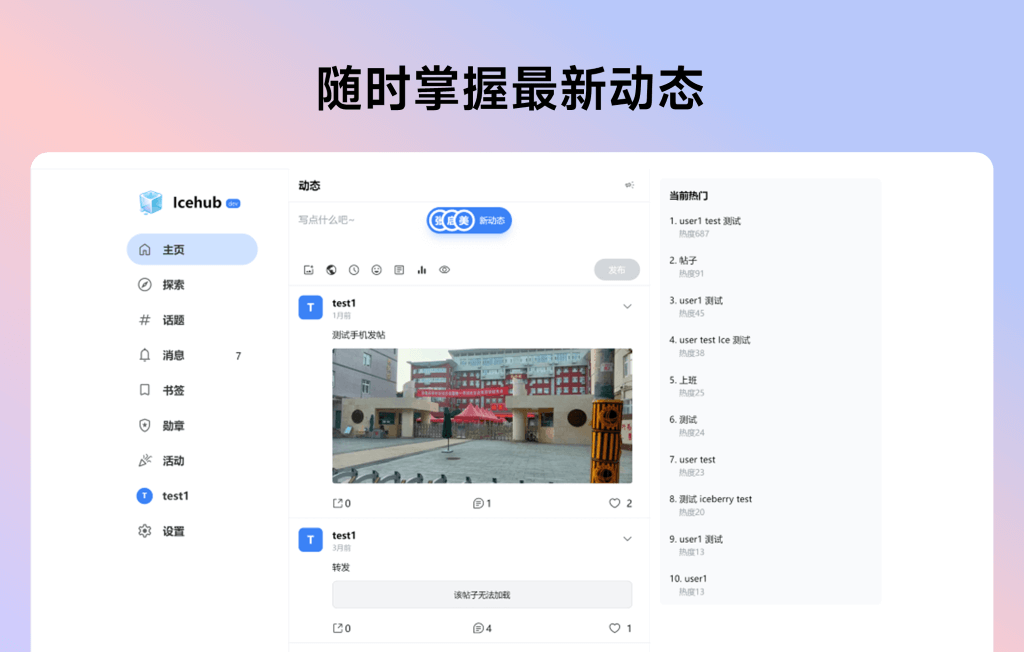 随时掌握最新动态
Icehub dev
主页
探索
话题
消息 7
书签
勋章
活动
T test1
设置
动态
写点什么吧~
张 启 美 新动态
发布
T test1
1月前
测试手机发帖
0 1 2
T test1
3月前
转发
该帖子无法加载
0 4 1
当前热门
1. user1 test 测试
热度687
2. 帖子
热度91
3. user1 测试
热度45
4. user test Ice 测试
热度38
5. 上班
热度25
6. 测试
热度24
7. user test
热度23
8. 测试 iceberry test
热度20
9. user1 测试
热度13
10. user1
热度13